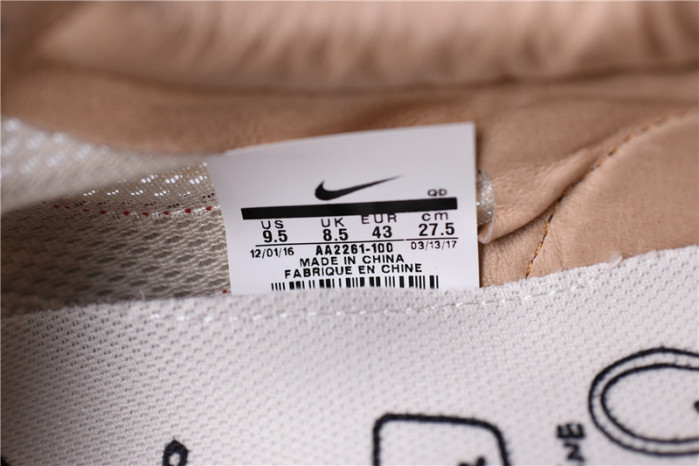 QD
US UK EUR cm
9.5 8.5 43 27.5
12/01/16 AA2261-100 03/13/17
MADE IN CHINA
FABRIQUE EN CHINE
NE